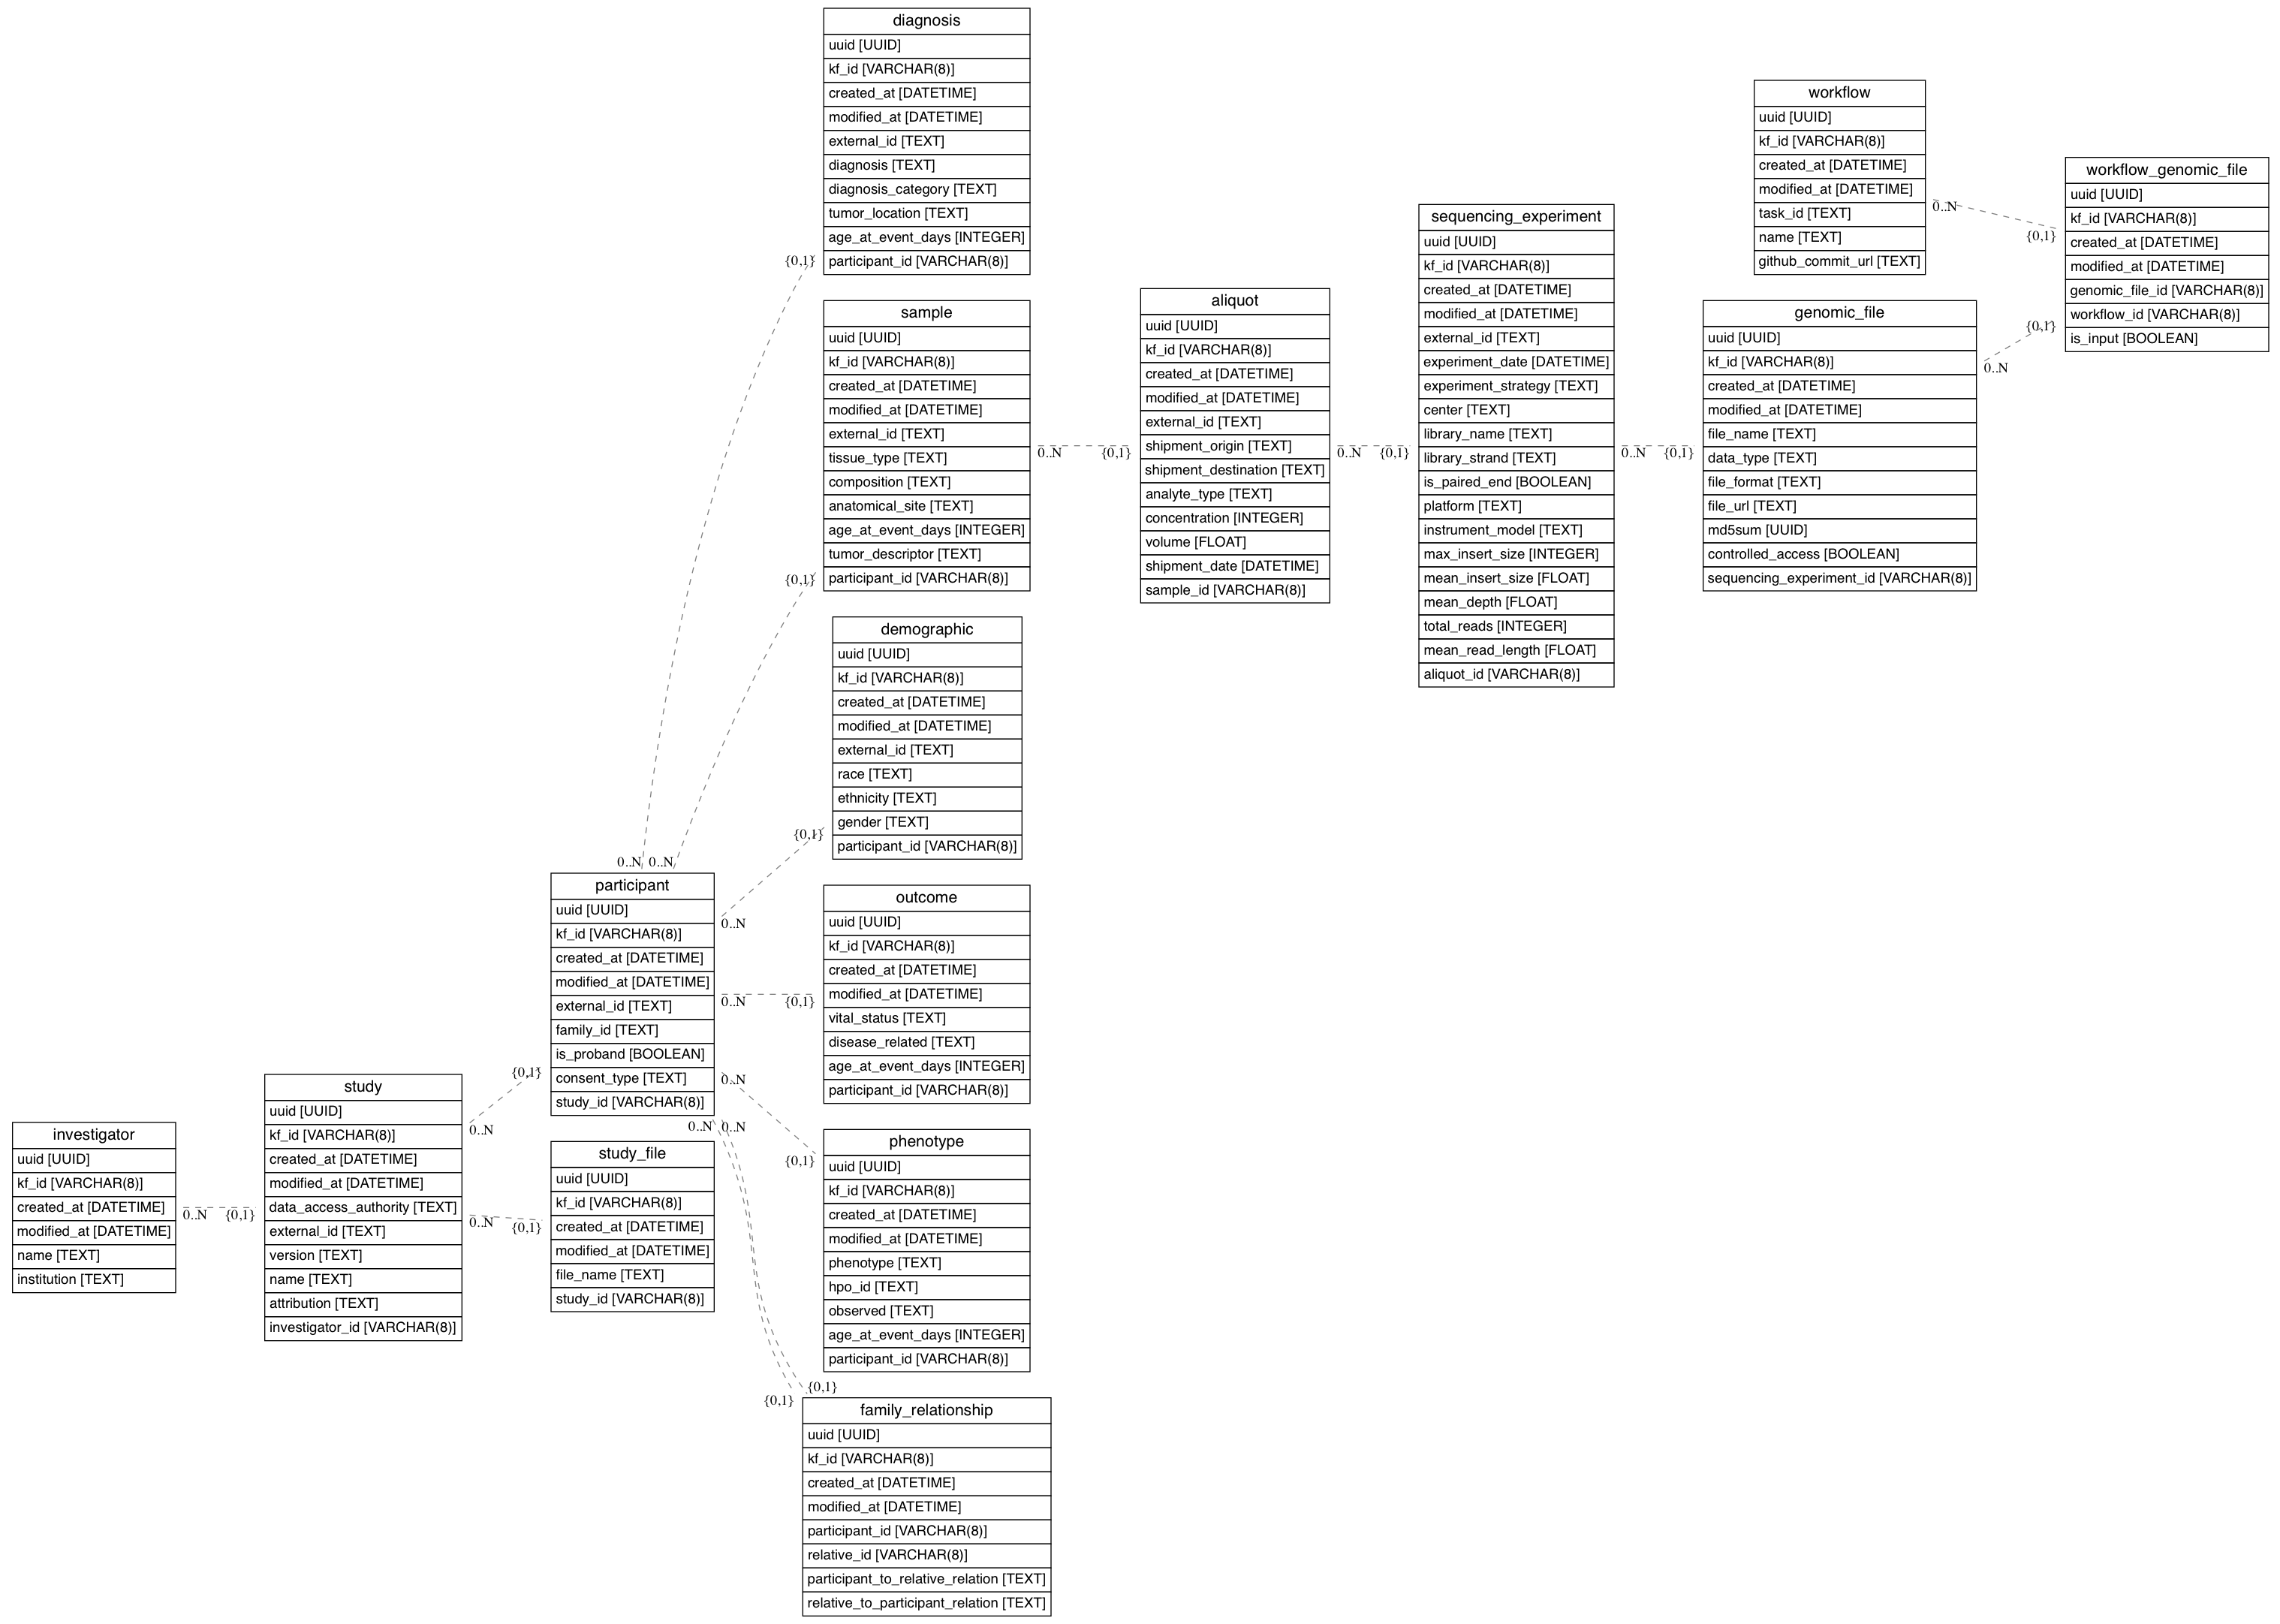 diagnosis
uuid [UUID]
kf_id [VARCHAR(8)]
created_at [DATETIME]
modified_at [DATETIME]
external_id [TEXT]
diagnosis [TEXT]
diagnosis_category [TEXT]
tumor_location [TEXT]
age_at_event_days [INTEGER]
participant_id [VARCHAR(8)]
{0,1}
sample
uuid [UUID]
kf_id [VARCHAR(8)]
created_at [DATETIME]
modified_at [DATETIME]
external_id [TEXT]
tissue_type [TEXT]
composition [TEXT]
anatomical_site [TEXT]
age_at_event_days [INTEGER]
tumor_descriptor [TEXT]
participant_id [VARCHAR(8)]
{0,1}
0..N
{0,1}
aliquot
uuid [UUID]
kf_id [VARCHAR(8)]
created_at [DATETIME]
modified_at [DATETIME]
external_id [TEXT]
shipment_origin [TEXT]
shipment_destination [TEXT]
analyte_type [TEXT]
concentration [INTEGER]
volume [FLOAT]
shipment_date [DATETIME]
sample_id [VARCHAR(8)]
0..N
{0,1}
sequencing_experiment
uuid [UUID]
kf_id [VARCHAR(8)]
created_at [DATETIME]
modified_at [DATETIME]
external_id [TEXT]
experiment_date [DATETIME]
experiment_strategy [TEXT]
center [TEXT]
library_name [TEXT]
library_strand [TEXT]
is_paired_end [BOOLEAN]
platform [TEXT]
instrument_model [TEXT]
max_insert_size [INTEGER]
mean_insert_size [FLOAT]
mean_depth [FLOAT]
total_reads [INTEGER]
mean_read_length [FLOAT]
aliquot_id [VARCHAR(8)]
0..N
{0,1}
workflow
uuid [UUID]
kf_id [VARCHAR(8)]
created_at [DATETIME]
modified_at [DATETIME]
task_id [TEXT]
name [TEXT]
github_commit_url [TEXT]
0..N
{0,1}
genomic_file
uuid [UUID]
kf_id [VARCHAR(8)]
created_at [DATETIME]
modified_at [DATETIME]
file_name [TEXT]
data_type [TEXT]
file_format [TEXT]
file_url [TEXT]
md5sum [UUID]
controlled_access [BOOLEAN]
sequencing_experiment_id [VARCHAR(8)]
0..N
{0,1}
workflow_genomic_file
uuid [UUID]
kf_id [VARCHAR(8)]
created_at [DATETIME]
modified_at [DATETIME]
genomic_file_id [VARCHAR(8)]
workflow_id [VARCHAR(8)]
is_input [BOOLEAN]
demographic
uuid [UUID]
kf_id [VARCHAR(8)]
created_at [DATETIME]
modified_at [DATETIME]
external_id [TEXT]
race [TEXT]
ethnicity [TEXT]
gender [TEXT]
participant_id [VARCHAR(8)]
{0,1}
0..N
0..N
participant
uuid [UUID]
kf_id [VARCHAR(8)]
created_at [DATETIME]
modified_at [DATETIME]
external_id [TEXT]
family_id [TEXT]
is_proband [BOOLEAN]
consent_type [TEXT]
study_id [VARCHAR(8)]
0..N
0..N
{0,1}
0..N
0..N
0..N
outcome
uuid [UUID]
kf_id [VARCHAR(8)]
created_at [DATETIME]
modified_at [DATETIME]
vital_status [TEXT]
disease_related [TEXT]
age_at_event_days [INTEGER]
participant_id [VARCHAR(8)]
{0,1}
phenotype
uuid [UUID]
kf_id [VARCHAR(8)]
created_at [DATETIME]
modified_at [DATETIME]
phenotype [TEXT]
hpo_id [TEXT]
observed [TEXT]
age_at_event_days [INTEGER]
participant_id [VARCHAR(8)]
investigator
uuid [UUID]
kf_id [VARCHAR(8)]
created_at [DATETIME]
modified_at [DATETIME]
name [TEXT]
institution [TEXT]
0..N
{0,1}
study
uuid [UUID]
kf_id [VARCHAR(8)]
created_at [DATETIME]
modified_at [DATETIME]
data_access_authority [TEXT]
external_id [TEXT]
version [TEXT]
name [TEXT]
attribution [TEXT]
investigator_id [VARCHAR(8)]
{0,1}
0..N
0..N
{0,1}
study_file
uuid [UUID]
kf_id [VARCHAR(8)]
created_at [DATETIME]
modified_at [DATETIME]
file_name [TEXT]
study_id [VARCHAR(8)]
{0,1}
{0,1}
family_relationship
uuid [UUID]
kf_id [VARCHAR(8)]
created_at [DATETIME]
modified_at [DATETIME]
participant_id [VARCHAR(8)]
relative_id [VARCHAR(8)]
participant_to_relative_relation [TEXT]
relative_to_participant_relation [TEXT]